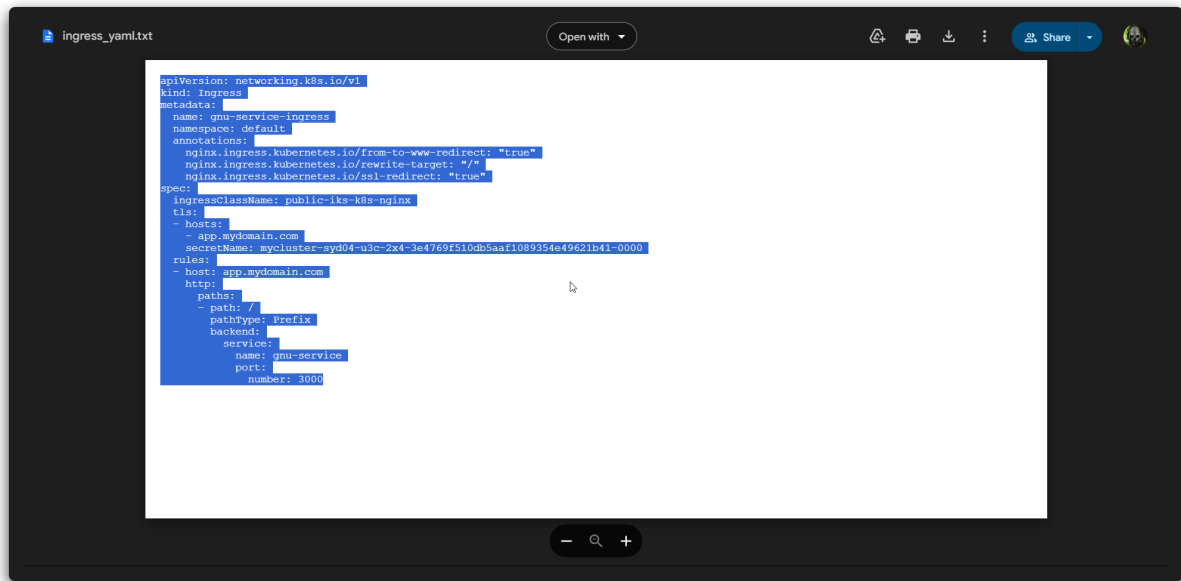 ingress_yaml.txt
Open with
Share
apiVersion: networking.k8s.io/v1
kind: Ingress
metadata:
  name: gnu-service-ingress
  namespace: default
  annotations:
    nginx.ingress.kubernetes.io/from-to-www-redirect: "true"
    nginx.ingress.kubernetes.io/rewrite-target: "/"
    nginx.ingress.kubernetes.io/ssl-redirect: "true"
spec:
  ingressClassName: public-iks-k8s-nginx
  tls:
  - hosts:
    - app.mydomain.com
    secretName: mycluster-syd04-u3c-2x4-3e4769f510db5aaf1089354e49621b41-0000
  rules:
  - host: app.mydomain.com
    http:
      paths:
      - path: /
        pathType: Prefix
        backend:
          service:
            name: gnu-service
            port:
              number: 3000